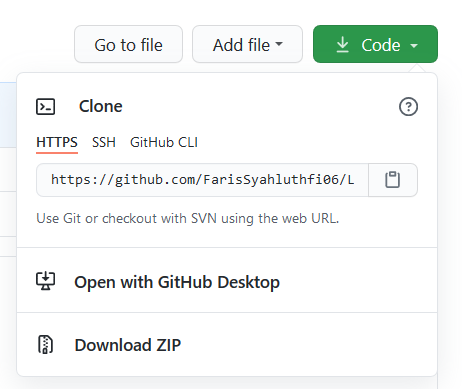 Go to file Add file Code
Clone
HTTPS SSH GitHub CLI
https://github.com/FarisSyahluthfi06/L
Use Git or checkout with SVN using the web URL.
Open with GitHub Desktop
Download ZIP